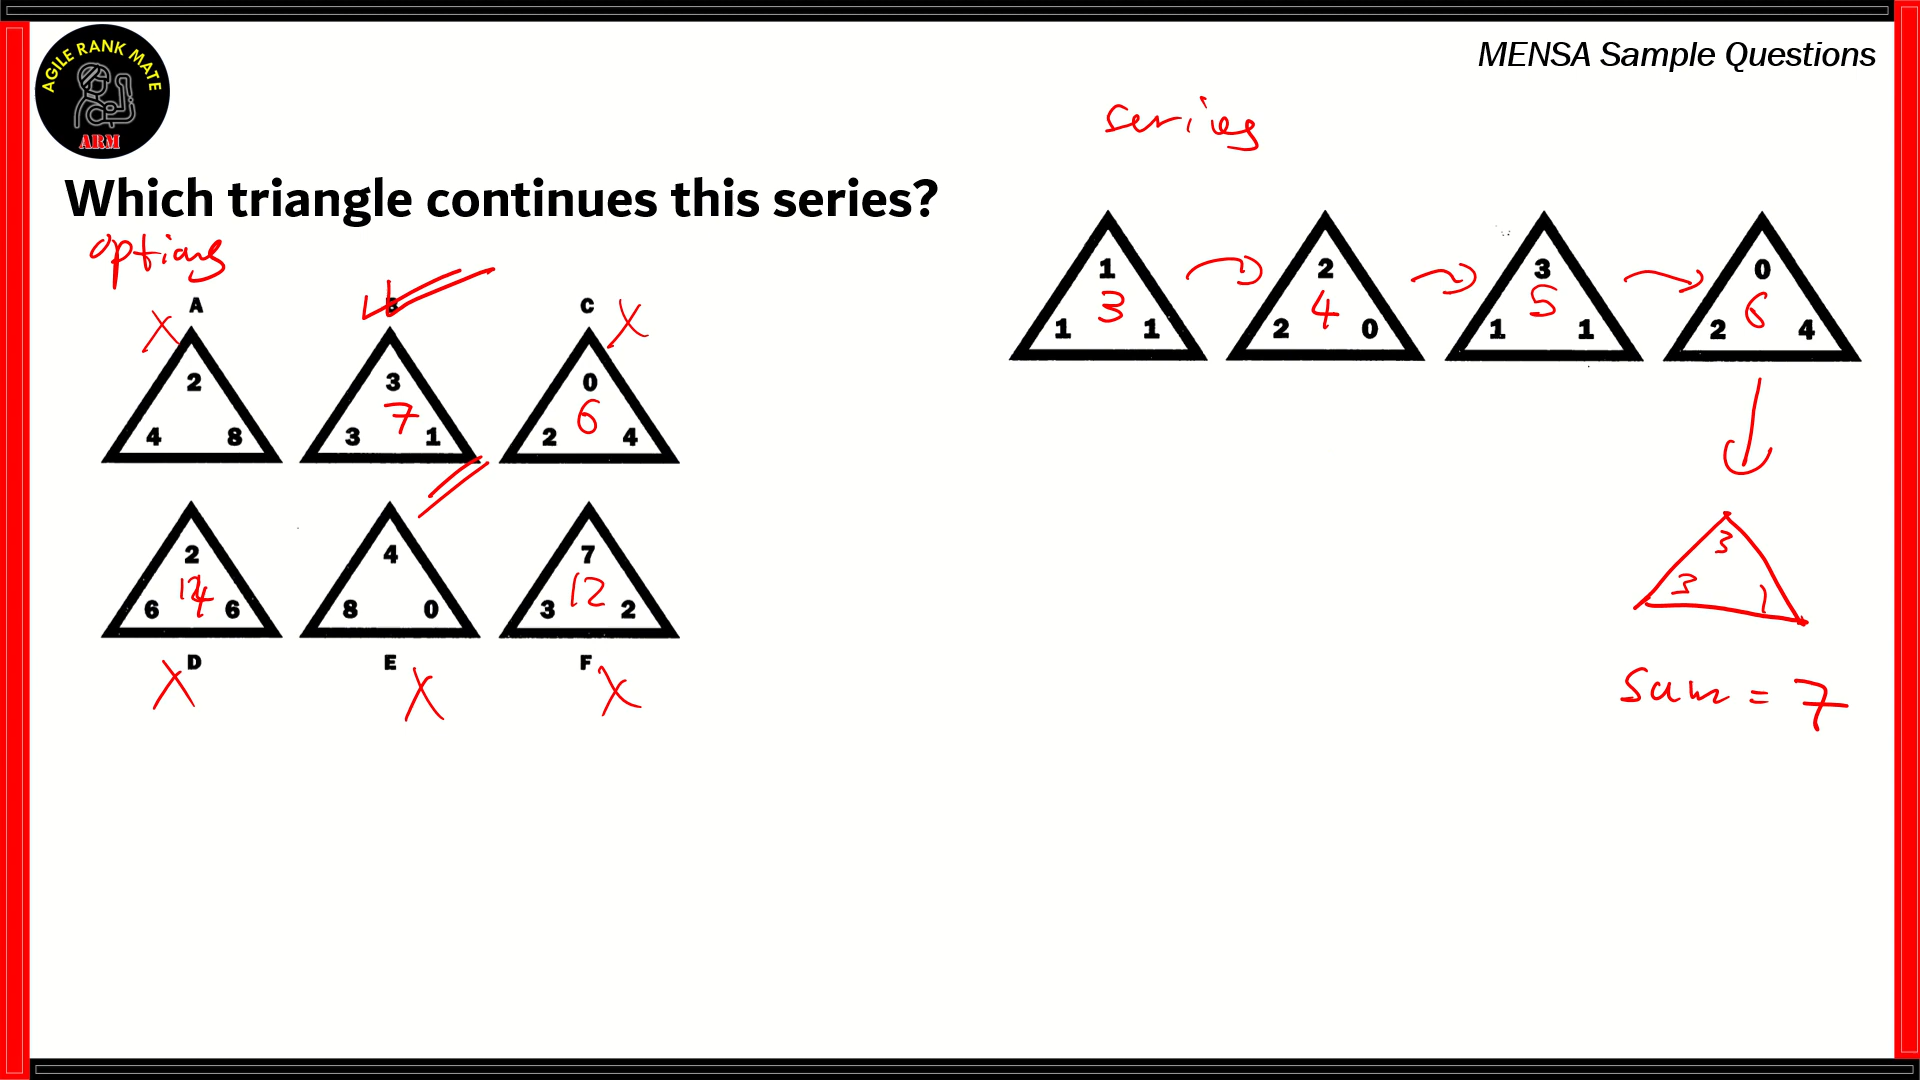 AGILE RANK MATE
ARM
MENSA Sample Questions
series
Which triangle continues this series?
options
1
3
1 1
2
4
2 0
3
5
1 1
0
6
2 4
A B C
X X
2
4 8
3
7
3 1
0
6
2 4
2
6 6
4
8 0
7
12
3 2
D E F
X X X
3
3 1
Sum = 7